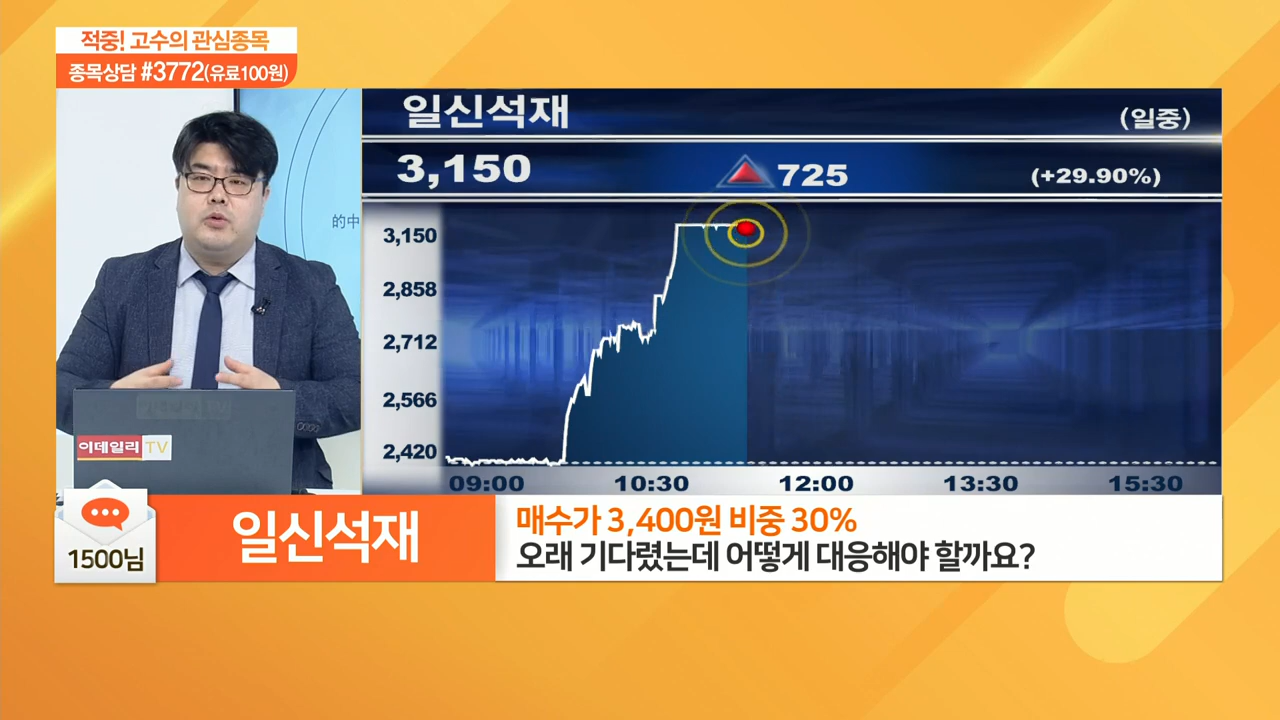 적중! 고수의 관심종목
종목상담 #3772(유료100원)
的中
이데일리TV
일신석재
(일중)
3,150
725
(+29.90%)
3,150
2,858
2,712
2,566
2,420
09:00
10:30
12:00
13:30
15:30
1500님
일신석재
매수가 3,400원 비중 30%
오래 기다렸는데 어떻게 대응해야 할까요?